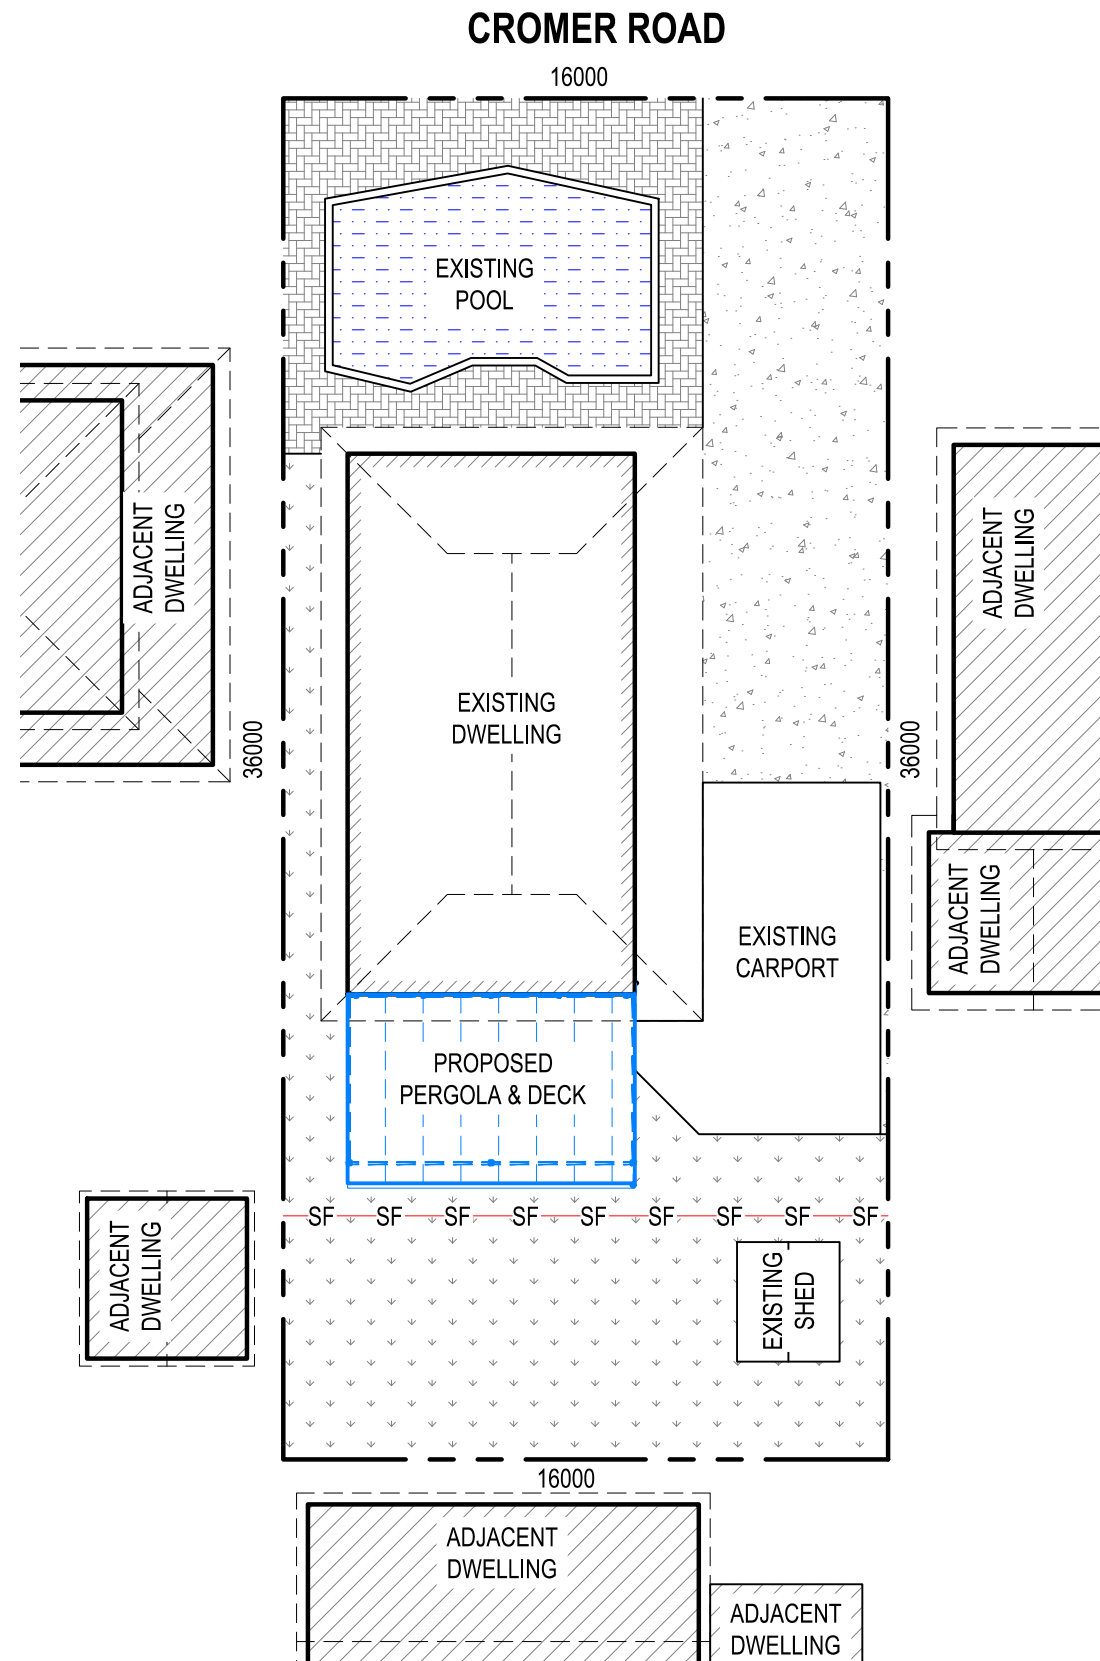 CROMER ROAD
16000
EXISTING
POOL
ADJACENT
DWELLING
ADJACENT
DWELLING
EXISTING
DWELLING
36000
36000
ADJACENT
DWELLING
EXISTING
CARPORT
PROPOSED
PERGOLA & DECK
SF SF SF SF SF SF SF SF SF
ADJACENT
DWELLING
EXISTING
SHED
16000
ADJACENT
DWELLING
ADJACENT
DWELLING